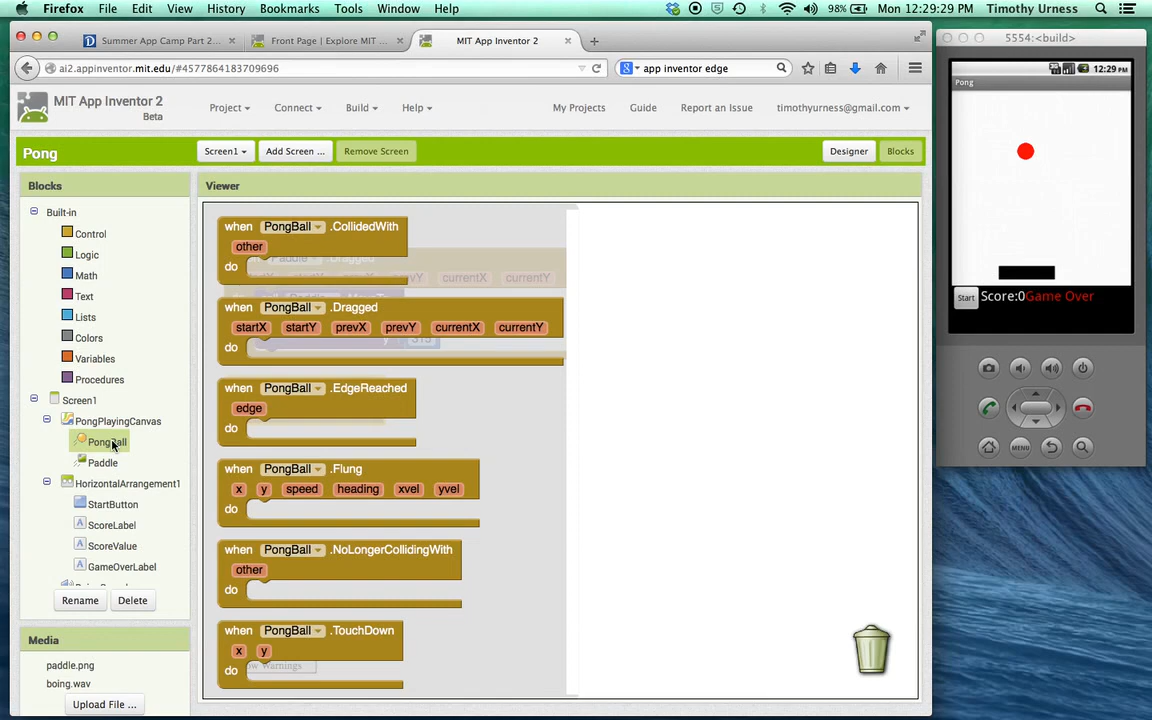 Firefox File Edit View History Bookmarks Tools Window Help 98% Mon 12:29:29 PM Timothy Urness
Summer App Camp Part 2... Front Page | Explore MIT ... MIT App Inventor 2
ai2.appinventor.mit.edu/#4577864183709696 app inventor edge
MIT App Inventor 2
Beta
Project Connect Build Help My Projects Guide Report an Issue timothyurness@gmail.com
Pong Screen1 Add Screen ... Remove Screen Designer Blocks
Blocks
Built-in
Control
Logic
Math
Text
Lists
Colors
Variables
Procedures
Screen1
PongPlayingCanvas
PongBall
Paddle
HorizontalArrangement1
StartButton
ScoreLabel
ScoreValue
GameOverLabel
Rename Delete
Media
paddle.png
boing.wav
Upload File ...
Viewer
when PongBall .CollidedWith
other
do
currentX currentY
when PongBall .Dragged
startX startY prevX prevY currentX currentY
do
315
when PongBall .EdgeReached
edge
do
when PongBall .Flung
x y speed heading xvel yvel
do
when PongBall .NoLongerCollidingWith
other
do
when PongBall .TouchDown
x y
do
Warnings
5554:<build>
12:29 PM
Pong
Start Score:0Game Over
MENU